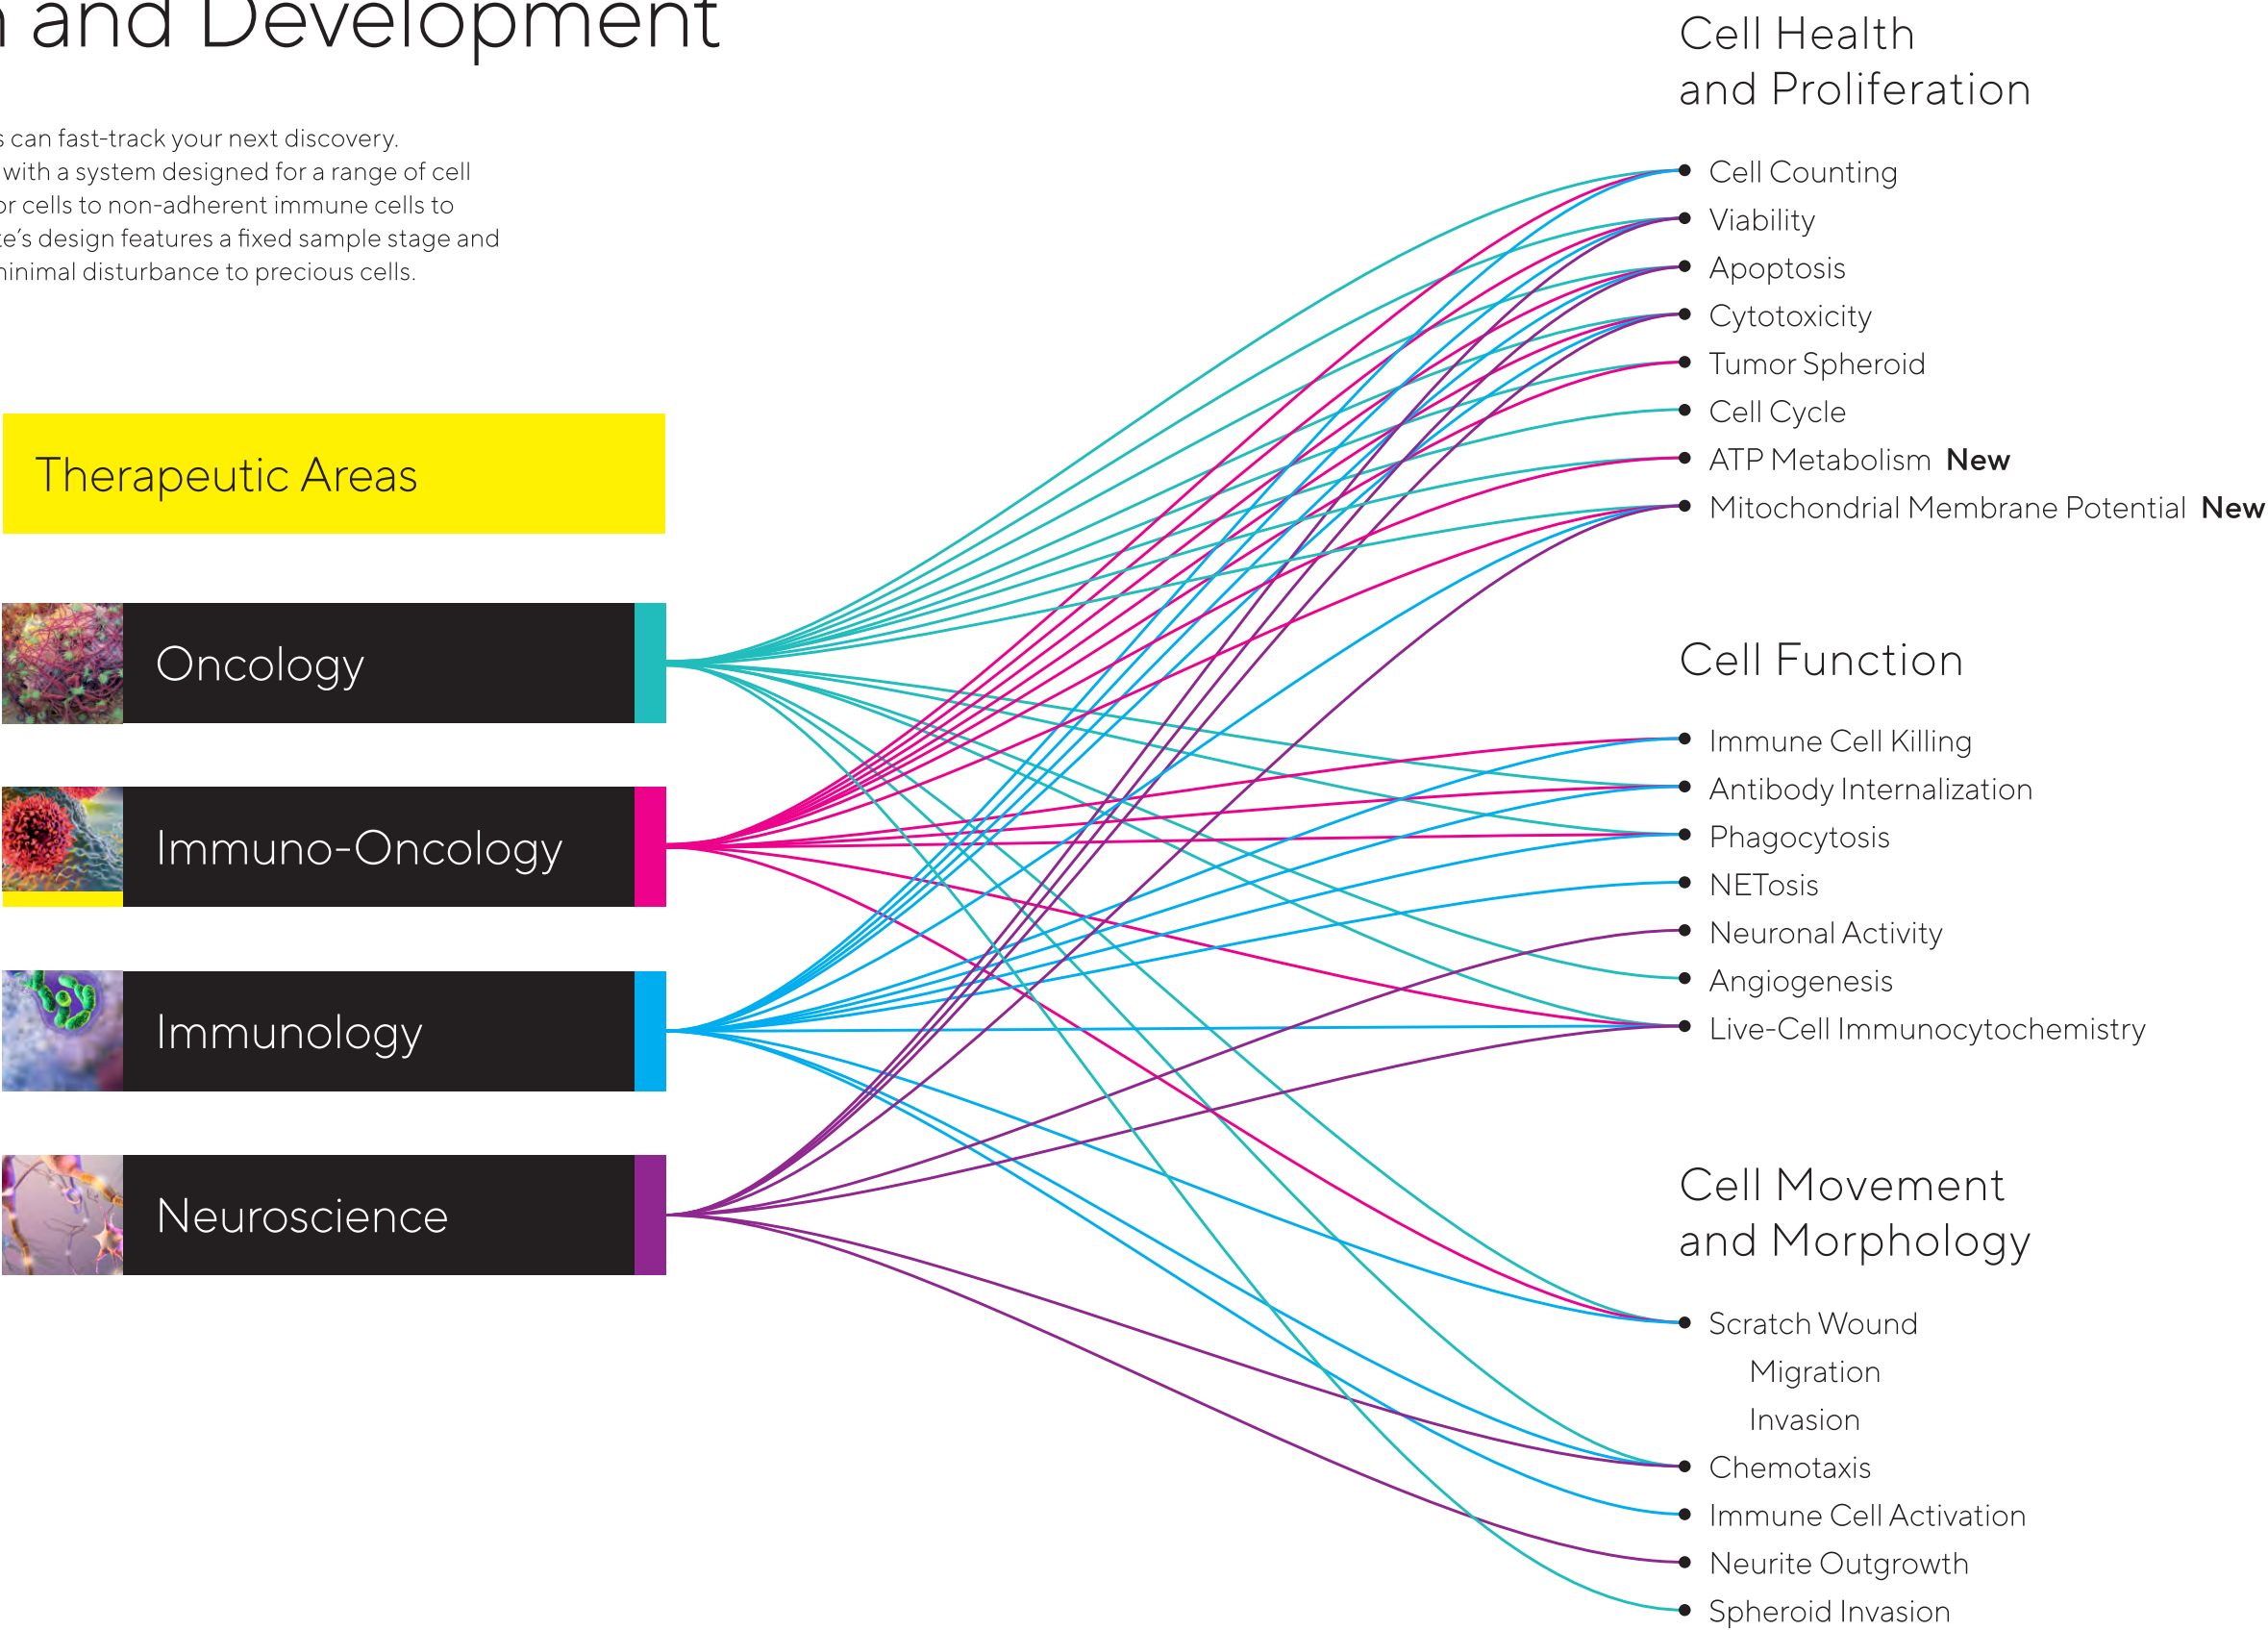 and Development
can fast-track your next discovery.
with a system designed for a range of cell
or cells to non-adherent immune cells to
design features a fixed sample stage and
minimal disturbance to precious cells.
Therapeutic Areas
Oncology
Immuno-Oncology
Immunology
Neuroscience
Cell Health
and Proliferation
Cell Counting
Viability
Apoptosis
Cytotoxicity
Tumor Spheroid
Cell Cycle
ATP Metabolism New
Mitochondrial Membrane Potential New
Cell Function
Immune Cell Killing
Antibody Internalization
Phagocytosis
NETosis
Neuronal Activity
Angiogenesis
Live-Cell Immunocytochemistry
Cell Movement
and Morphology
Scratch Wound
Migration
Invasion
Chemotaxis
Immune Cell Activation
Neurite Outgrowth
Spheroid Invasion